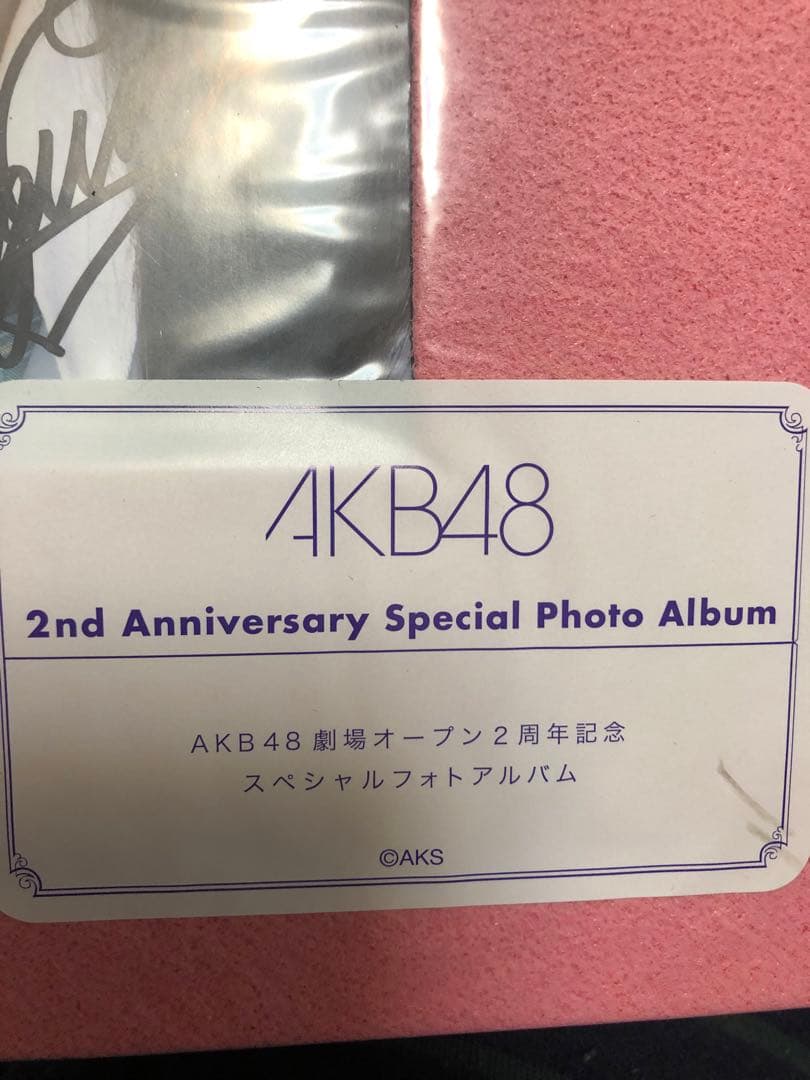 AKB48
2nd Anniversary Special Photo Album
AKB48劇場オープン2周年記念
スペシャルフォトアルバム
©AKS